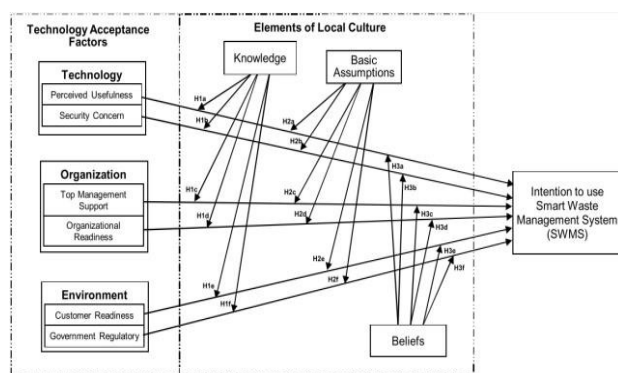 Technology Acceptance
Factors
Elements of Local Culture
Technology
Perceived Usefulness
Security Concern
Knowledge
Basic
Assumptions
H1a
H1b
H2a
H2b
H3a
H3b
Organization
Top Management
Support
Organizational
Readiness
H1c
H1d
H2c
H2d
H3c
H3d
Intention to use
Smart Waste
Management System
(SWMS)
H1e
H1f
H2e
H2f
H3e
H3f
Environment
Customer Readiness
Government Regulatory
Beliefs